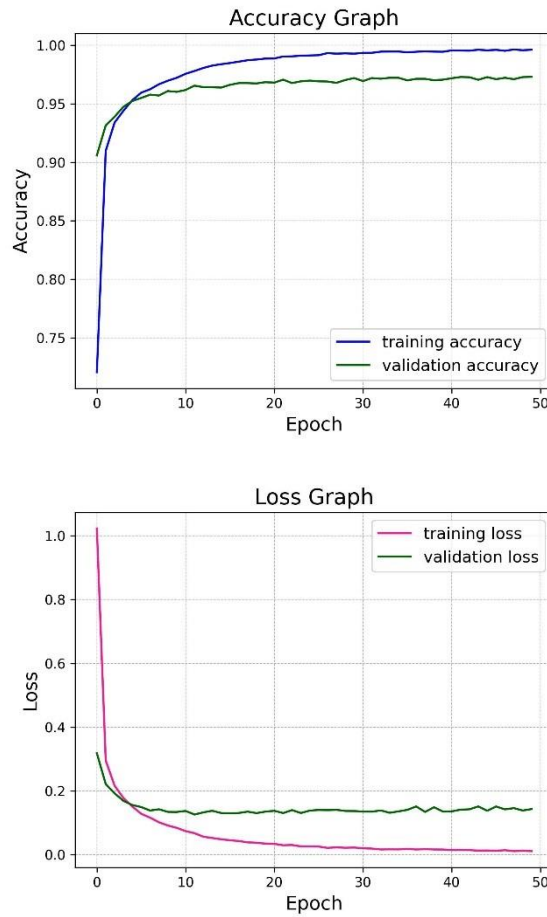 Accuracy Graph
1.00
0.95
0.90
0.85
0.80
0.75
Accuracy
training accuracy
validation accuracy
0 10 20 30 40 50
Epoch
Loss Graph
1.0
0.8
0.6
0.4
0.2
0.0
Loss
training loss
validation loss
0 10 20 30 40 50
Epoch